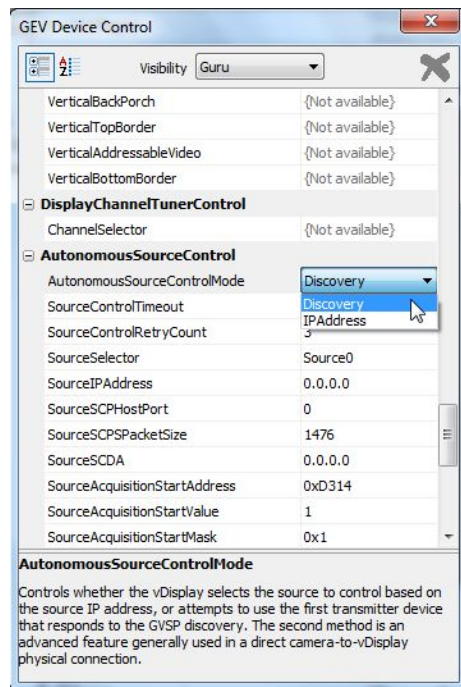 GEV Device Control
Visibility Guru
VerticalBackPorch {Not available}
VerticalTopBorder {Not available}
VerticalAddressableVideo {Not available}
VerticalBottomBorder {Not available}
DisplayChannelTunerControl
ChannelSelector {Not available}
AutonomousSourceControl
AutonomousSourceControlMode Discovery
SourceControlTimeout Discovery
IPAddress
SourceControlRetryCount 3
SourceSelector Source0
SourceIPAddress 0.0.0.0
SourceSCPHostPort 0
SourceSCPSPacketSize 1476
SourceSCDA 0.0.0.0
SourceAcquisitionStartAddress 0xD314
SourceAcquisitionStartValue 1
SourceAcquisitionStartMask 0x1
AutonomousSourceControlMode
Controls whether the vDisplay selects the source to control based on
the source IP address, or attempts to use the first transmitter device
that responds to the GVSP discovery. The second method is an
advanced feature generally used in a direct camera-to-vDisplay
physical connection.